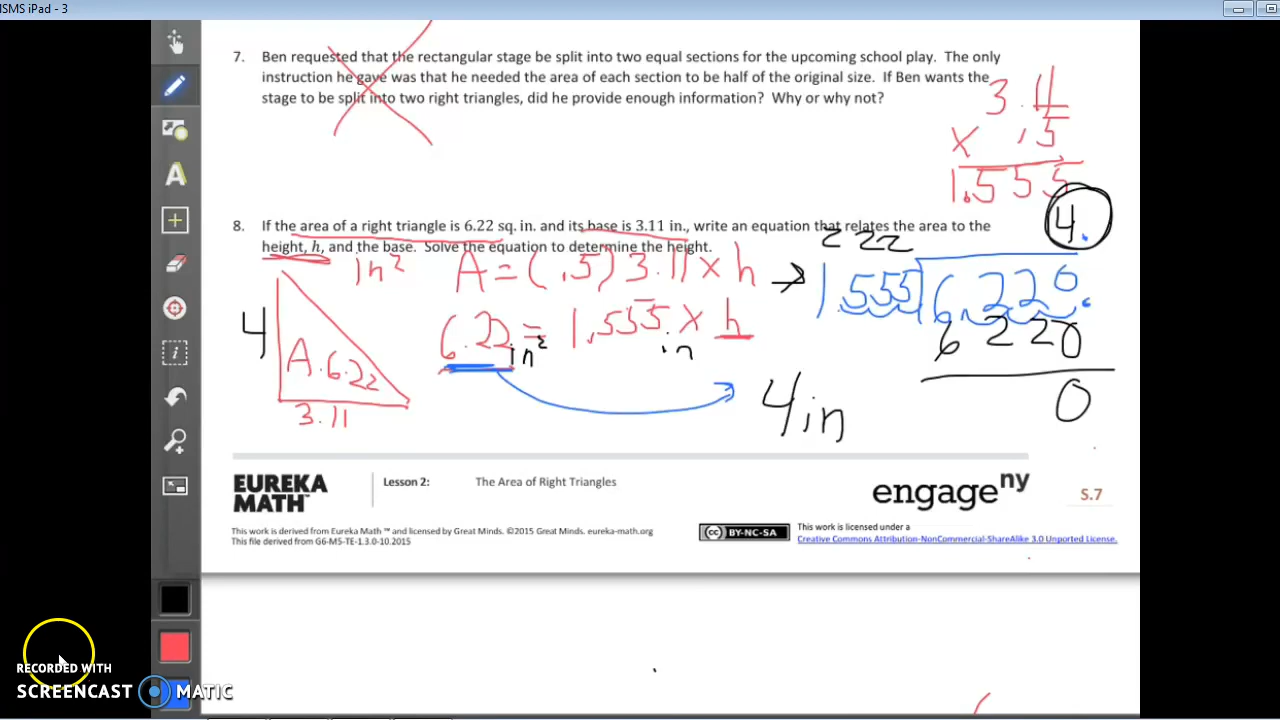 ISMS iPad - 3
7. Ben requested that the rectangular stage be split into two equal sections for the upcoming school play. The only
instruction he gave was that he needed the area of each section to be half of the original size. If Ben wants the
stage to be split into two right triangles, did he provide enough information? Why or why not?
3.11
x .5
1.555
8. If the area of a right triangle is 6.22 sq. in. and its base is 3.11 in., write an equation that relates the area to the
height, h, and the base. Solve the equation to determine the height.
in² A = (.5) 3.11 x h
222
4.
1.555 6.220.
4
A.6.22
3.11
6.22 in² = 1.555 x h
in
6220
0
4in
EUREKA
MATH™
Lesson 2: The Area of Right Triangles
engage ny
S.7
This work is derived from Eureka Math ™ and licensed by Great Minds. ©2015 Great Minds. eureka-math.org
This file derived from G6-M5-TE-1.3.0-10.2015
cc BY-NC-SA
This work is licensed under a
Creative Commons Attribution-NonCommercial-ShareAlike 3.0 Unported License.
A
RECORDED WITH
SCREENCAST MATIC